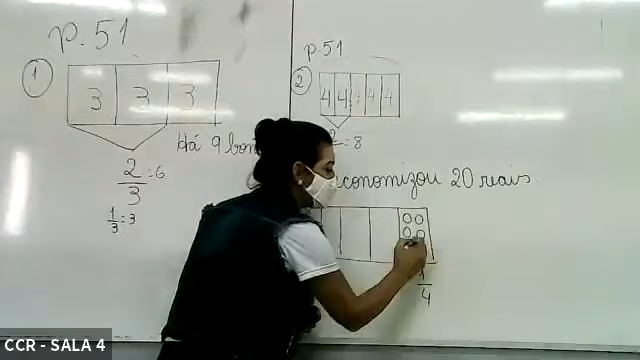 p.51
1
3 3 3
Há 9
2/3 = 6
1/3 = 3
p.51
2
4 4 4 4 4
= 8
economizou 20 reais
1/4
CCR - SALA 4